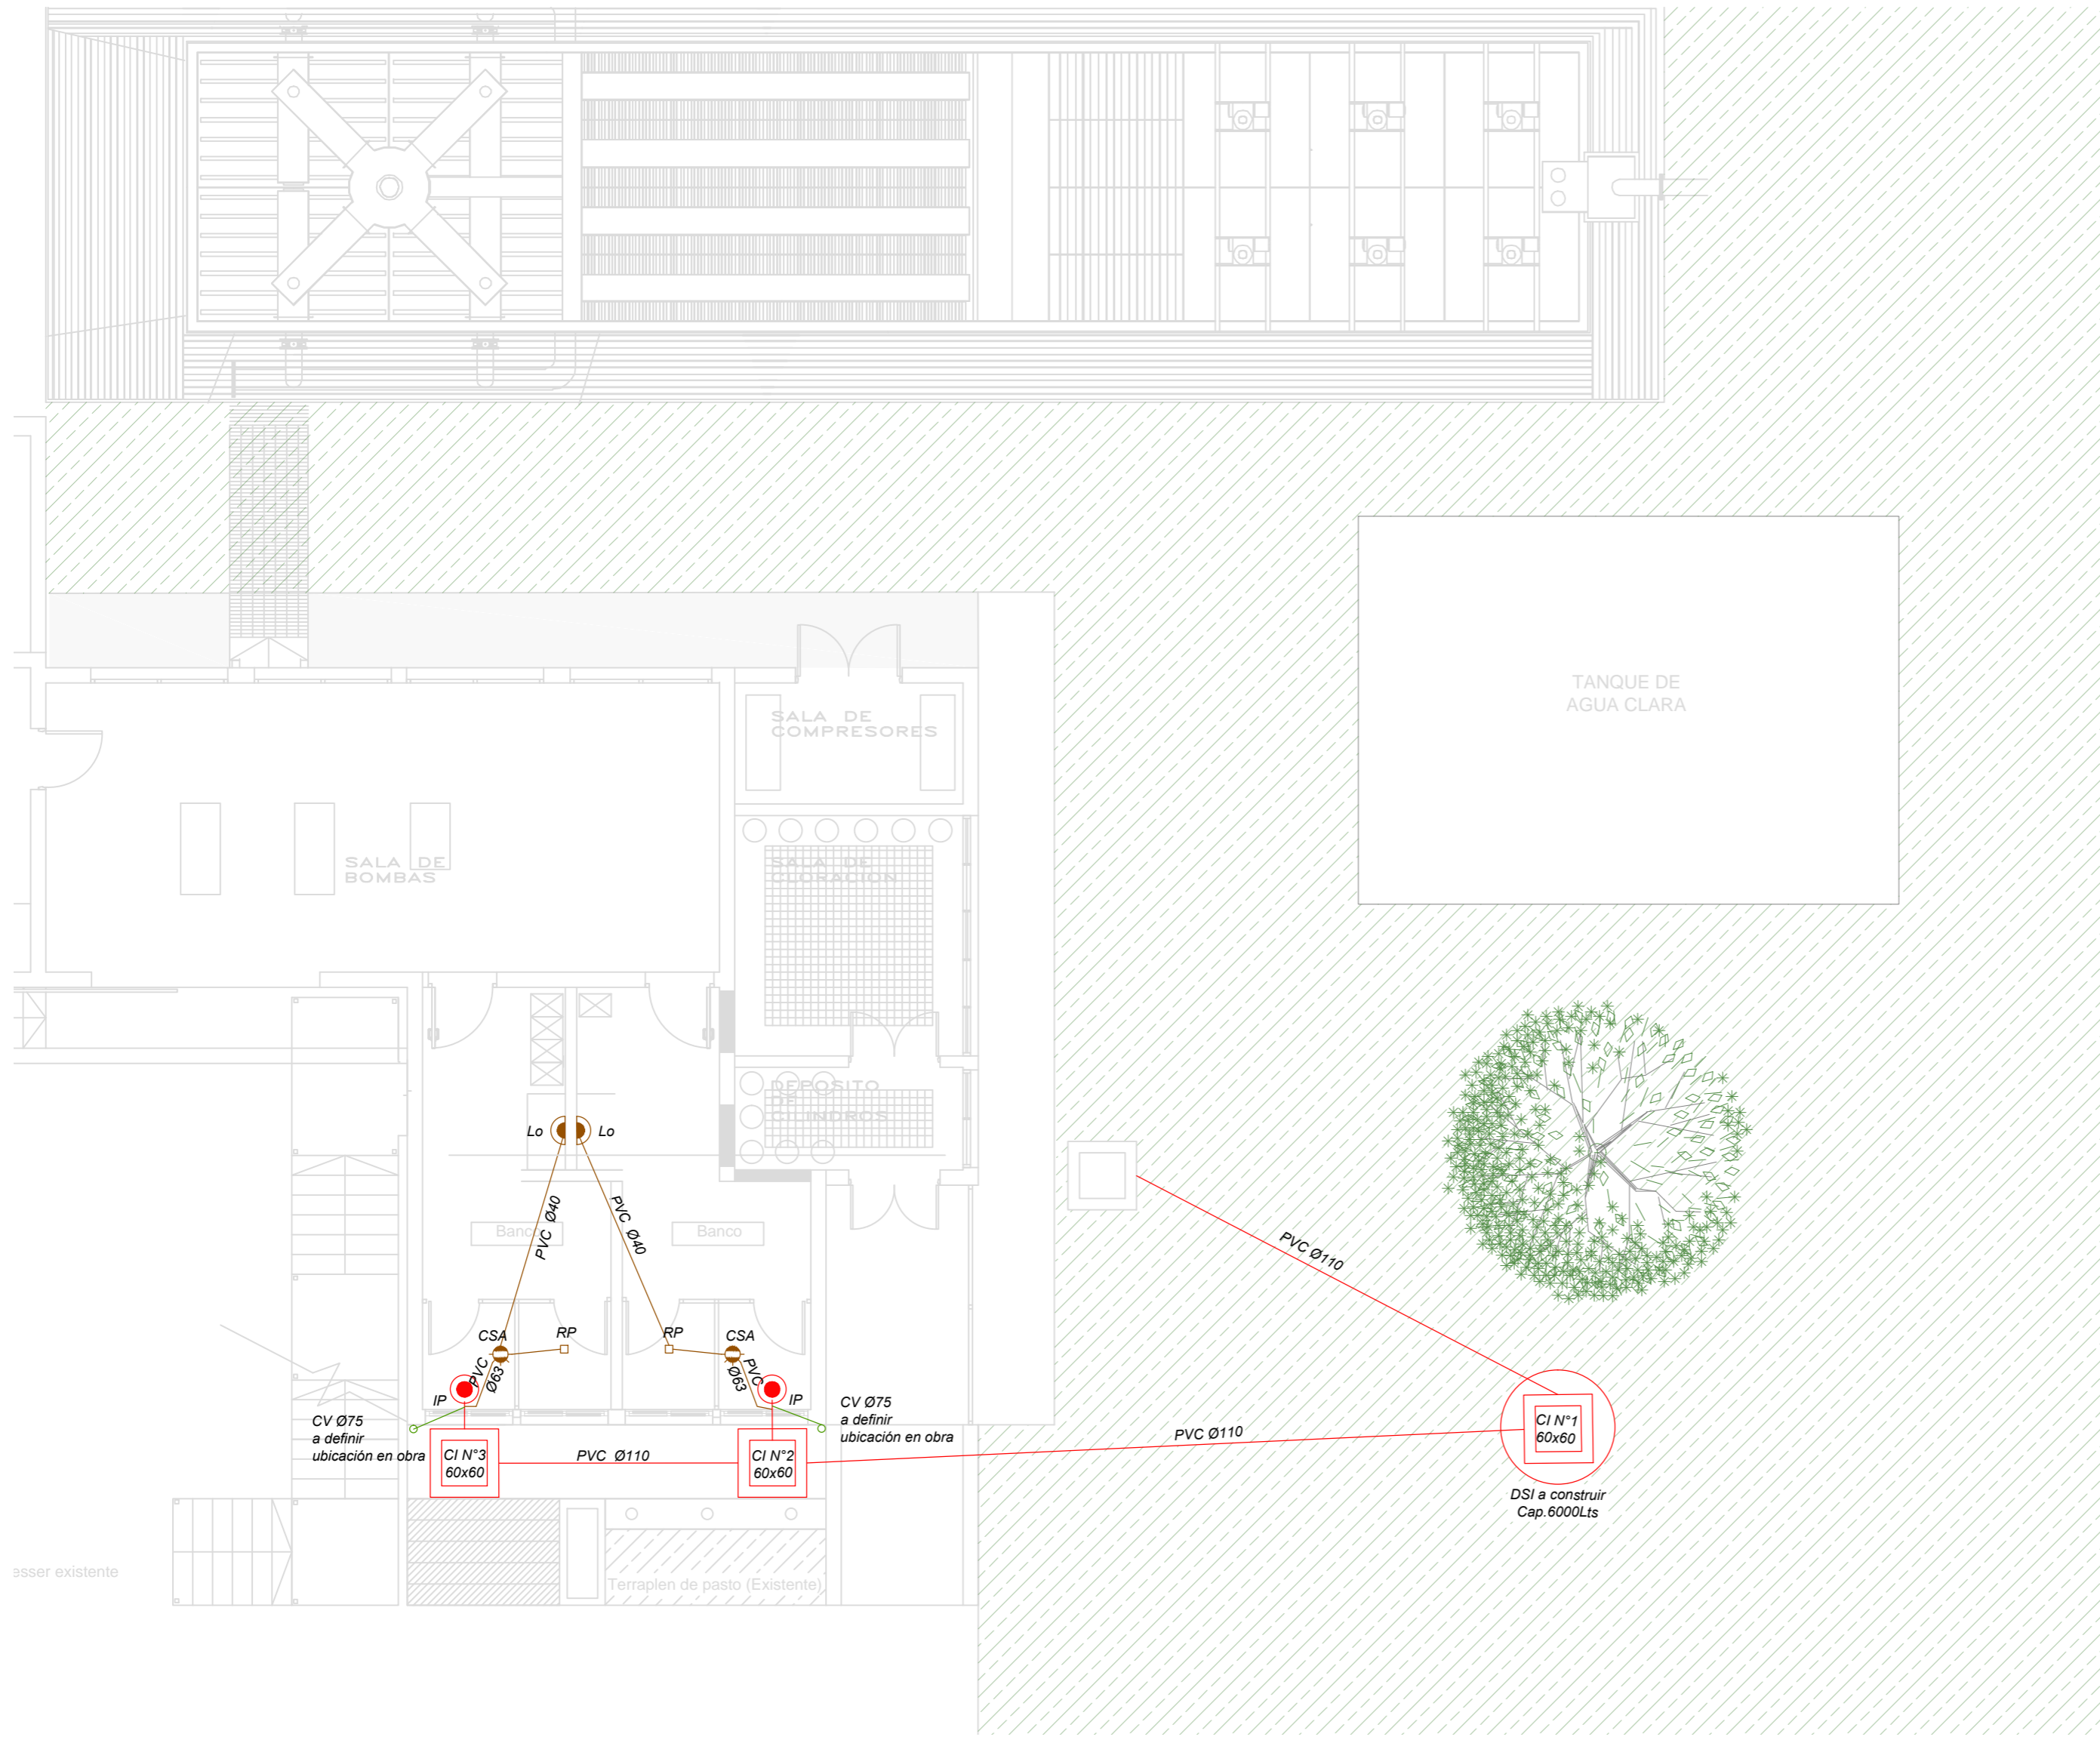 TANQUE DE
AGUA CLARA
SALA DE
COMPRESORES
SALA DE
BOMBAS
SALA DE
CLORACION
DEPOSITO
DE
CILINDROS
Lo
Lo
PVC Ø40
PVC Ø40
Banco
Banco
PVC Ø110
CSA
RP
RP
CSA
PVC
Ø63
PVC
Ø63
IP
IP
CV Ø75
a definir
ubicación en obra
CV Ø75
a definir
ubicación en obra
CI N°3
60x60
PVC Ø110
CI N°2
60x60
PVC Ø110
CI N°1
60x60
DSI a construir
Cap.6000Lts
esser existente
Terraplen de pasto (Existente)